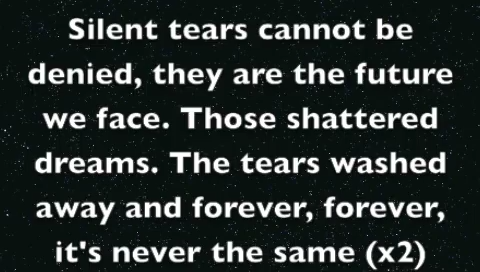 Silent tears cannot be
denied, they are the future
we face. Those shattered
dreams. The tears washed
away and forever, forever,
it's never the same (x2)